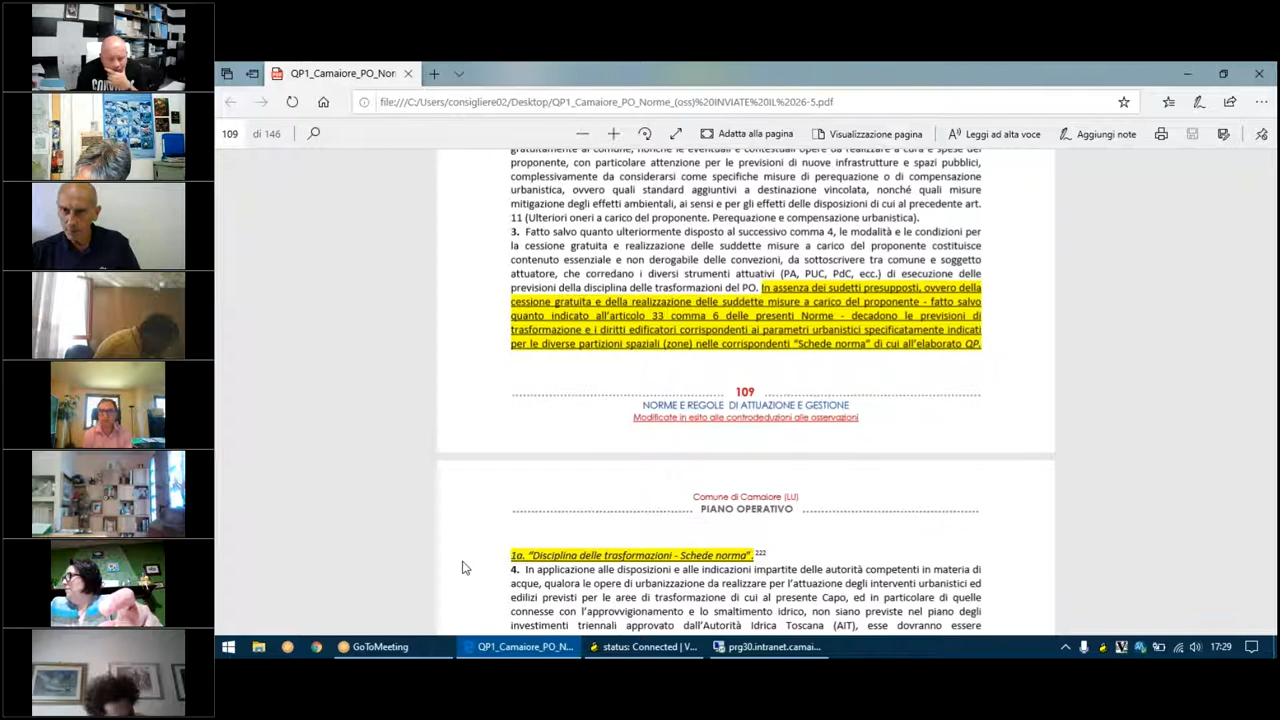 QP1_Camaiore_PO_Nor
file:///C:/Users/consigliere02/Desktop/QP1_Camaiore_PO_Norme_(oss)%20INVIATE%20IL%2026-5.pdf
109 di 146
Adatta alla pagina
Visualizzazione pagina
Leggi ad alta voce
Aggiungi note
gratuitamente al comune, nonché le eventuali e contestuali opere da realizzare a cura e spese del
proponente, con particolare attenzione per le previsioni di nuove infrastrutture e spazi pubblici,
complessivamente da considerarsi come specifiche misure di perequazione o di compensazione
urbanistica, ovvero quali standard aggiuntivi a destinazione vincolata, nonché quali misure
mitigazione degli effetti ambientali, ai sensi e per gli effetti delle disposizioni di cui al precedente art.
11 (Ulteriori oneri a carico del proponente. Perequazione e compensazione urbanistica).
3. Fatto salvo quanto ulteriormente disposto al successivo comma 4, le modalità e le condizioni per
la cessione gratuita e realizzazione delle suddette misure a carico del proponente costituisce
contenuto essenziale e non derogabile delle convezioni, da sottoscrivere tra comune e soggetto
attuatore, che corredano i diversi strumenti attuativi (PA, PUC, PdC, ecc.) di esecuzione delle
previsioni della disciplina delle trasformazioni del PO. In assenza dei sudetti presupposti, ovvero della
cessione gratuita e della realizzazione delle suddette misure a carico del proponente - fatto salvo
quanto indicato all'articolo 33 comma 6 delle presenti Norme - decadono le previsioni di
trasformazione e i diritti edificatori corrispondenti ai parametri urbanistici specificatamente indicati
per le diverse partizioni spaziali (zone) nelle corrispondenti "Schede norma" di cui all'elaborato QP.
109
NORME E REGOLE DI ATTUAZIONE E GESTIONE
Modificate in esito alle controdeduzioni alle osservazioni
Comune di Camaiore (LU)
PIANO OPERATIVO
1a. "Disciplina delle trasformazioni - Schede norma". 222
4. In applicazione alle disposizioni e alle indicazioni impartite delle autorità competenti in materia di
acque, qualora le opere di urbanizzazione da realizzare per l'attuazione degli interventi urbanistici ed
edilizi previsti per le aree di trasformazione di cui al presente Capo, ed in particolare di quelle
connesse con l'approvvigionamento e lo smaltimento idrico, non siano previste nel piano degli
investimenti triennali approvato dall'Autorità Idrica Toscana (AIT), esse dovranno essere
GoToMeeting
QP1_Camaiore_PO_N...
status: Connected | V...
prg30.intranet.camai...
17:29